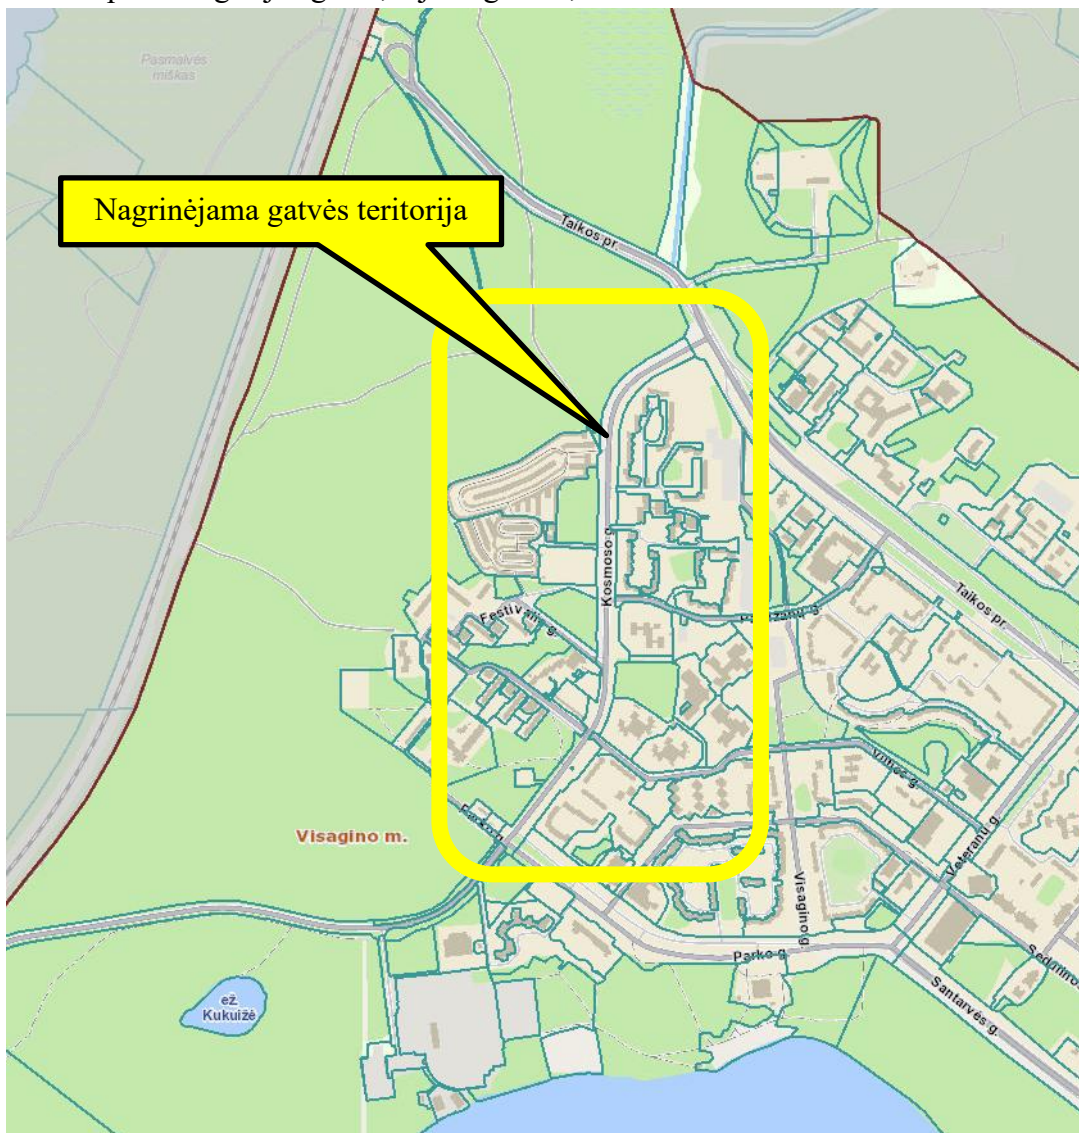 Pasmalvės
miškas
Nagrinėjama gatvės teritorija
Taikos pr.
Kosmoso g.
Festivalio g.
Taikos pr.
Vilties g.
Parko g.
Visagino m.
Veteranų g.
Visagino g.
Parko g.
Santarvės g.
ež.
Kukuižė